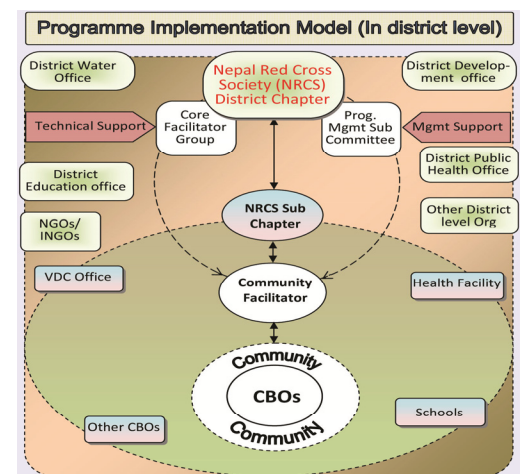 Programme Implementation Model (In district level)
District Water
Office
Nepal Red Cross
Society (NRCS)
District Chapter
District Develop-
ment office
Technical Support
Core
Facilitator
Group
Prog.
Mgmt Sub
Committee
Mgmt Support
District
Education office
District Public
Health Office
NGOs/
INGOs
NRCS Sub
Chapter
Other District
level Org
VDC Office
Community
Facilitator
Health Facility
Community
CBOs
Community
Other CBOs
Schools